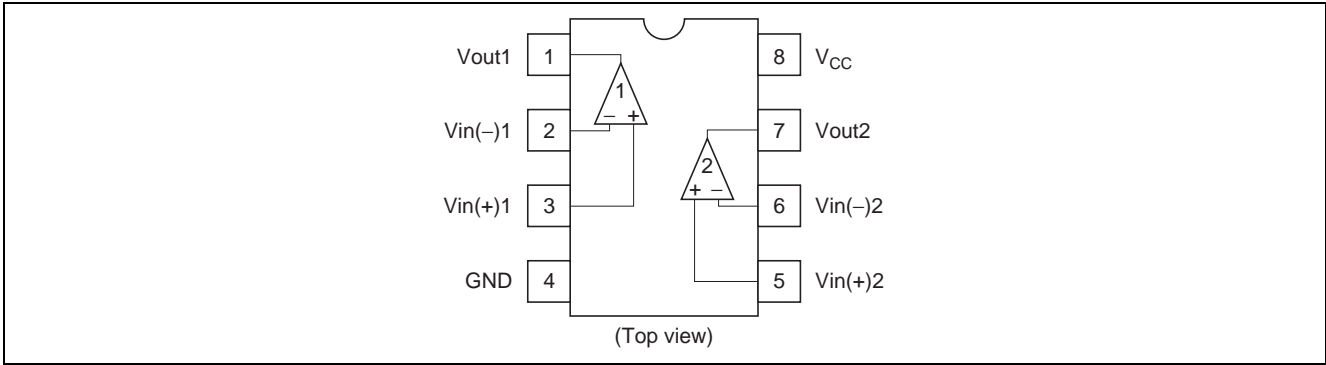 Vout1 1 8 VCC
1
Vin(−)1 2 − + 7 Vout2
2
Vin(+)1 3 + − 6 Vin(−)2
GND 4 5 Vin(+)2
(Top view)